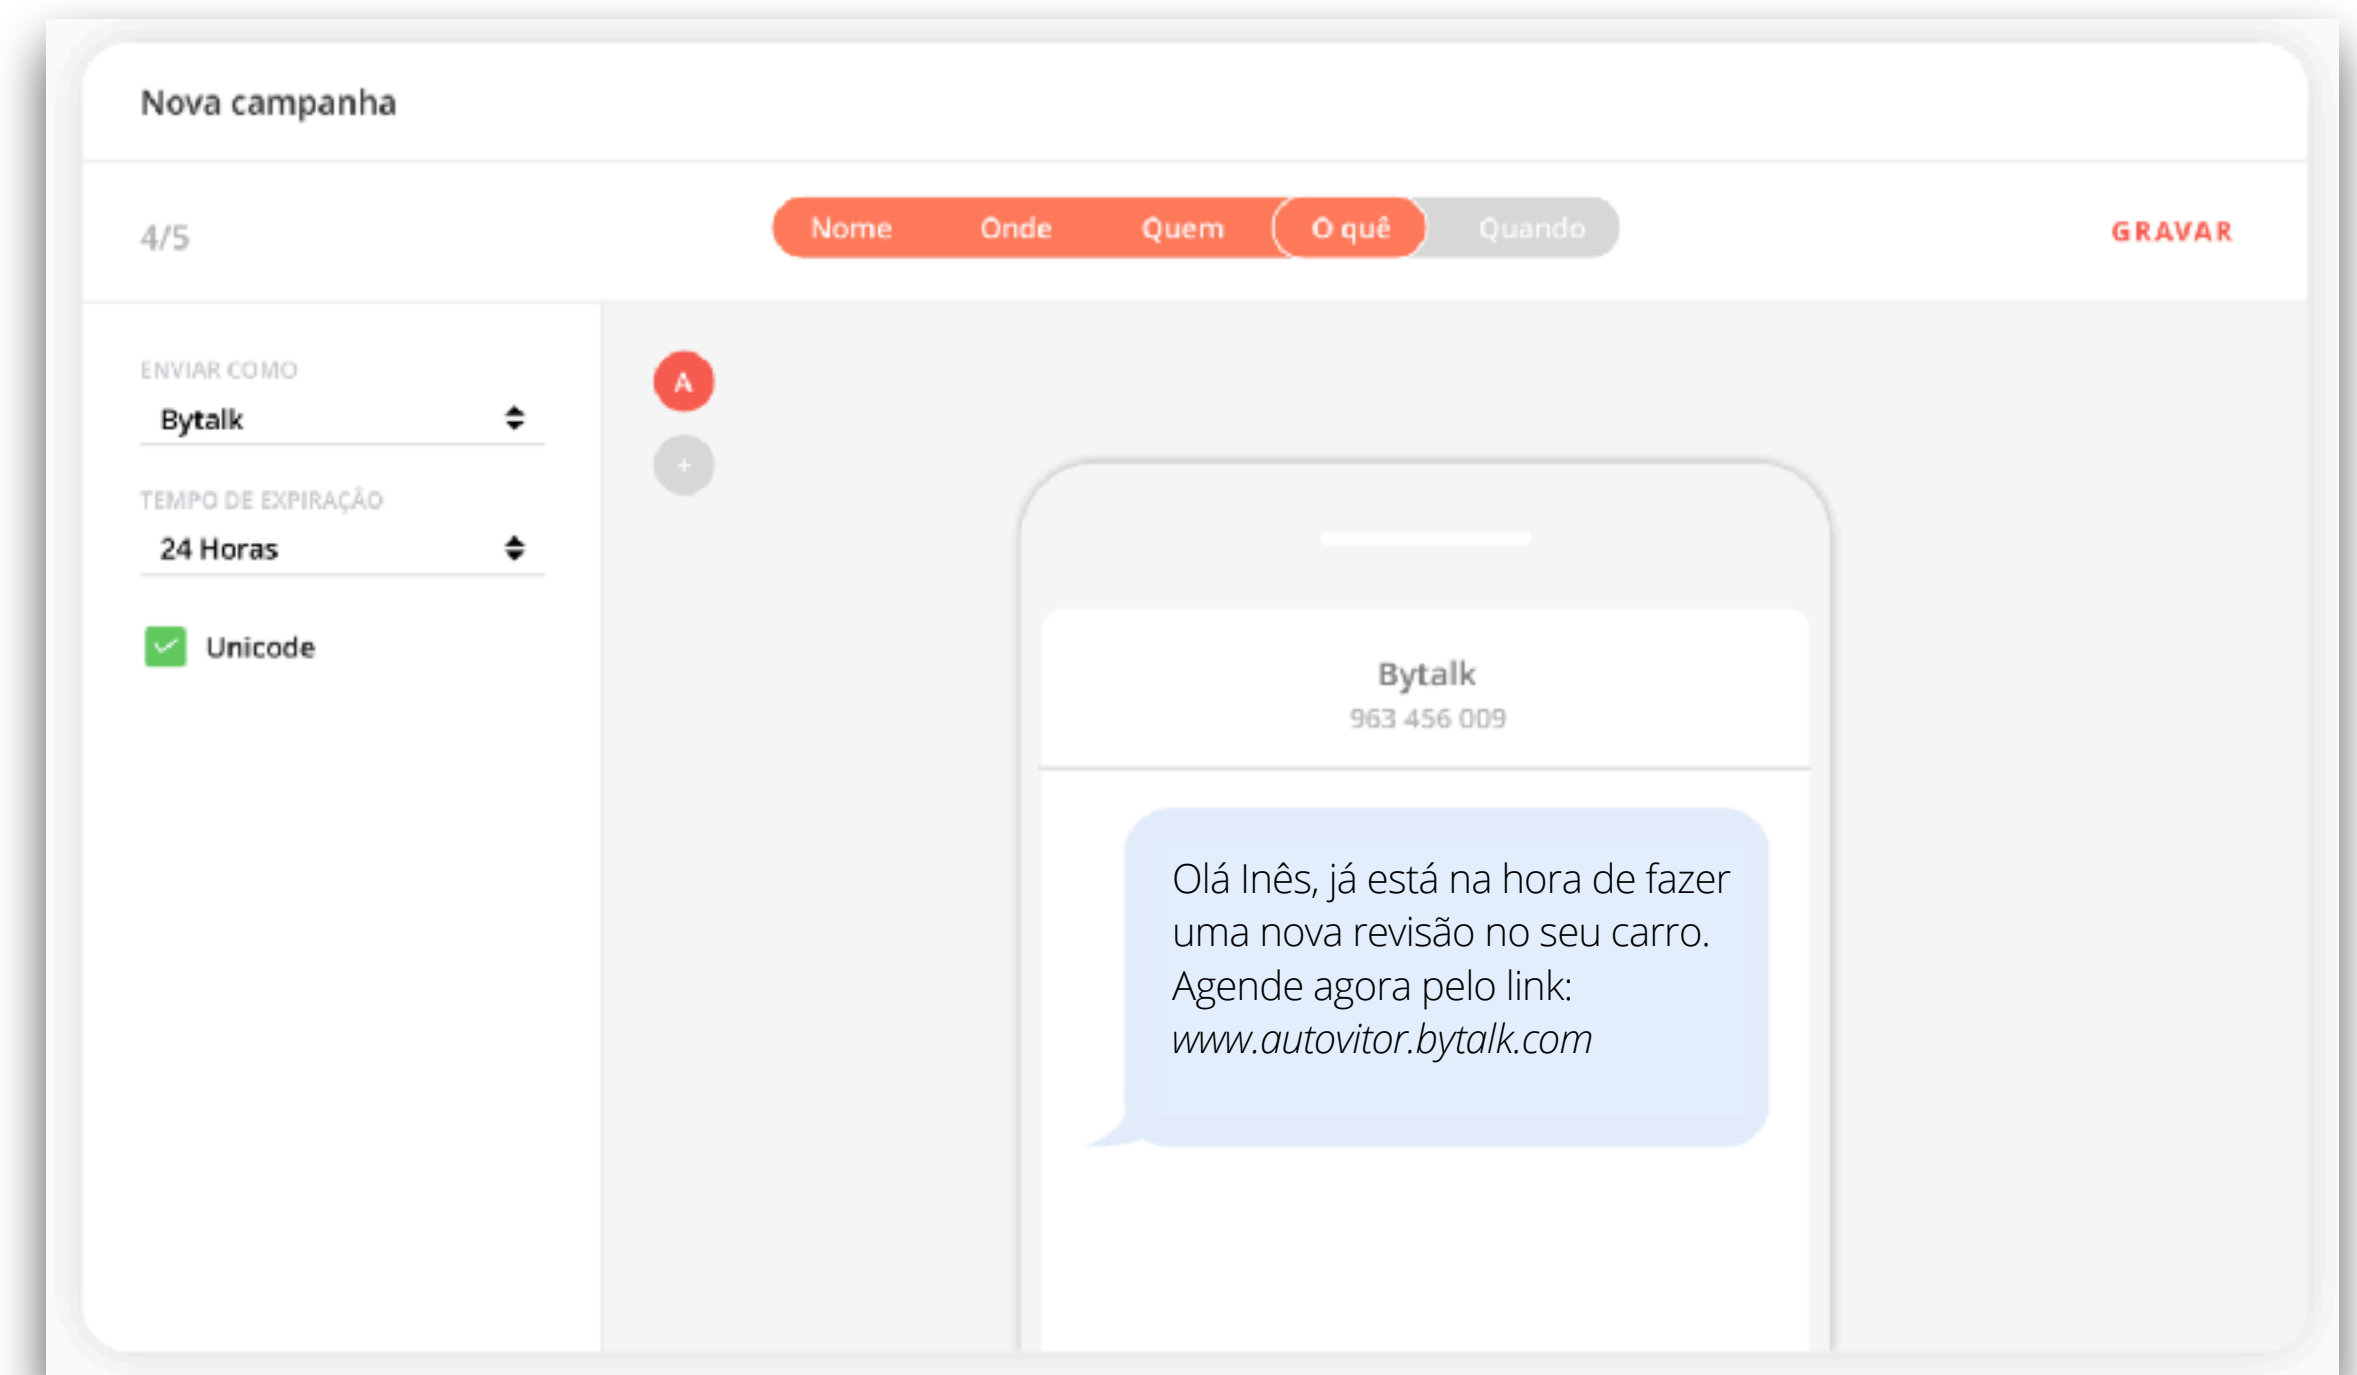 Nova campanha
4/5
Nome
Onde
Quem
O quê
Quando
GRAVAR
ENVIAR COMO
Bytalk
TEMPO DE EXPIRAÇÃO
24 Horas
Unicode
A
+
Bytalk
963 456 009
Olá Inês, já está na hora de fazer
uma nova revisão no seu carro.
Agende agora pelo link:
www.autovitor.bytalk.com